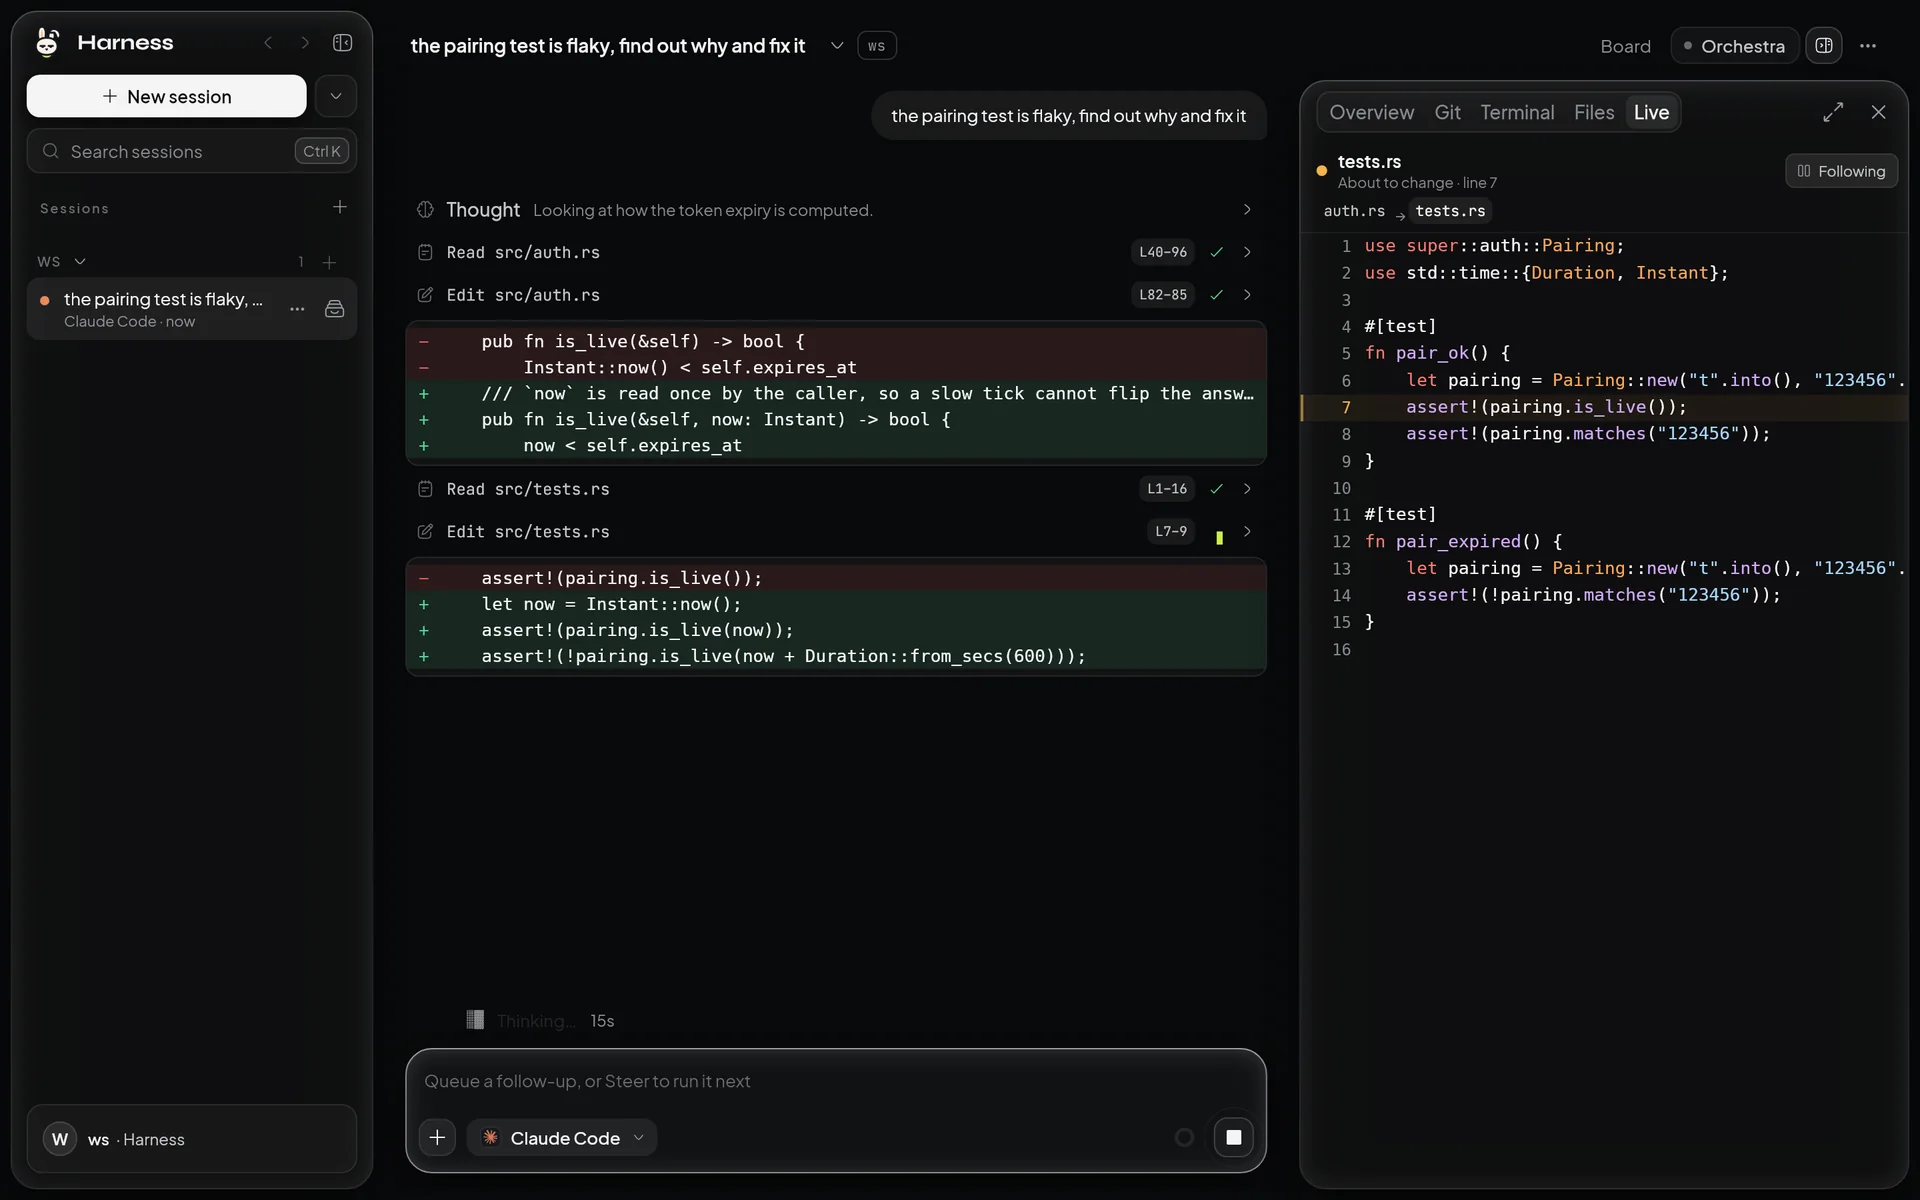 Harness
New session
Search sessions
Ctrl K
Sessions
WS
1
the pairing test is flaky, ...
Claude Code · now
W
ws · Harness
the pairing test is flaky, find out why and fix it
ws
Board
Orchestra
the pairing test is flaky, find out why and fix it
Thought Looking at how the token expiry is computed.
Read src/auth.rs L40–96
Edit src/auth.rs L82–85
- pub fn is_live(&self) -> bool {
- Instant::now() < self.expires_at
+ /// `now` is read once by the caller, so a slow tick cannot flip the answ…
+ pub fn is_live(&self, now: Instant) -> bool {
+ now < self.expires_at
Read src/tests.rs L1–16
Edit src/tests.rs L7–9
- assert!(pairing.is_live());
+ let now = Instant::now();
+ assert!(pairing.is_live(now));
+ assert!(!pairing.is_live(now + Duration::from_secs(600)));
Thinking... 15s
Queue a follow-up, or Steer to run it next
Claude Code
Overview Git Terminal Files Live
tests.rs
About to change · line 7
Following
auth.rs → tests.rs
1 use super::auth::Pairing;
2 use std::time::{Duration, Instant};
3
4 #[test]
5 fn pair_ok() {
6 let pairing = Pairing::new("t".into(), "123456".
7 assert!(pairing.is_live());
8 assert!(pairing.matches("123456"));
9 }
10
11 #[test]
12 fn pair_expired() {
13 let pairing = Pairing::new("t".into(), "123456".
14 assert!(!pairing.matches("123456"));
15 }
16